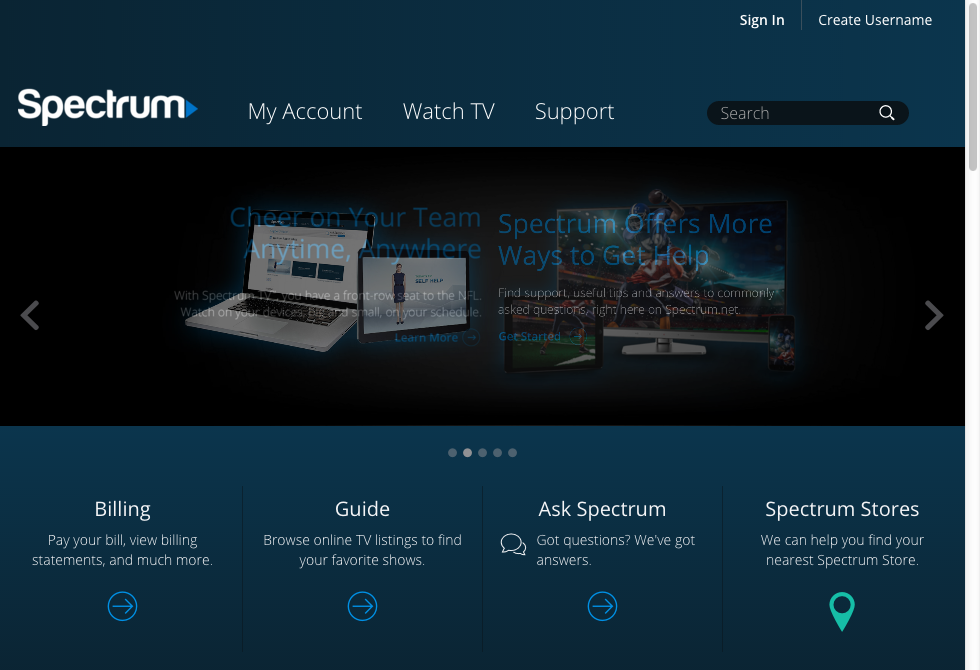 Sign In
Create Username
Spectrum
My Account
Watch TV
Support
Search
Cheer on Your Team
Anytime, Anywhere
With Spectrum TV, you have a front-row seat to the NFL.
Watch on your devices, big and small, on your schedule.
Learn More
Spectrum Offers More
Ways to Get Help
Find support, useful tips and answers to commonly
asked questions, right here on Spectrum.net.
Get Started
SELF HELP
Billing
Pay your bill, view billing
statements, and much more.
Guide
Browse online TV listings to find
your favorite shows.
Ask Spectrum
Got questions? We've got
answers.
Spectrum Stores
We can help you find your
nearest Spectrum Store.